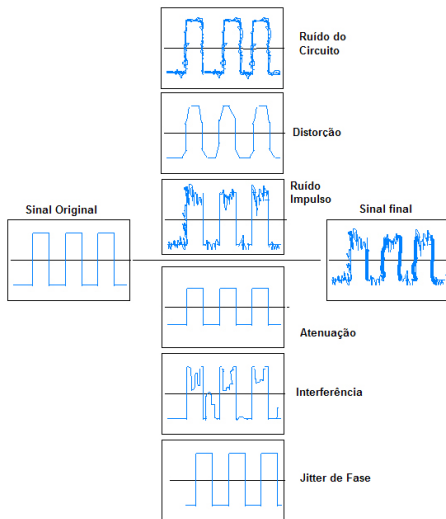 Ruído do
Circuito
Distorção
Ruído
Impulso
Sinal Original
Sinal final
Atenuação
Interferência
Jitter de Fase